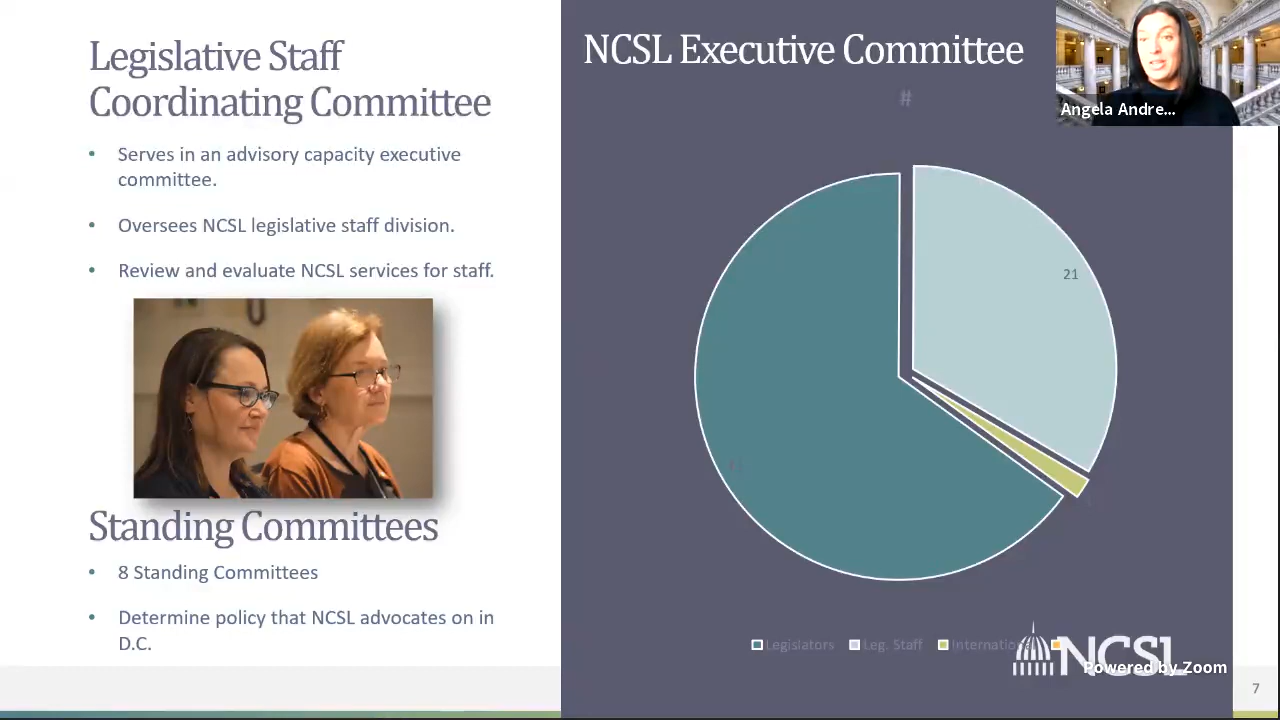 Legislative Staff
Coordinating Committee
• Serves in an advisory capacity executive
committee.
• Oversees NCSL legislative staff division.
• Review and evaluate NCSL services for staff.
Standing Committees
• 8 Standing Committees
• Determine policy that NCSL advocates on in
D.C.
NCSL Executive Committee
#
21
Legislators
Leg. Staff
NCSL
Angela Andre...
Powered by Zoom
7